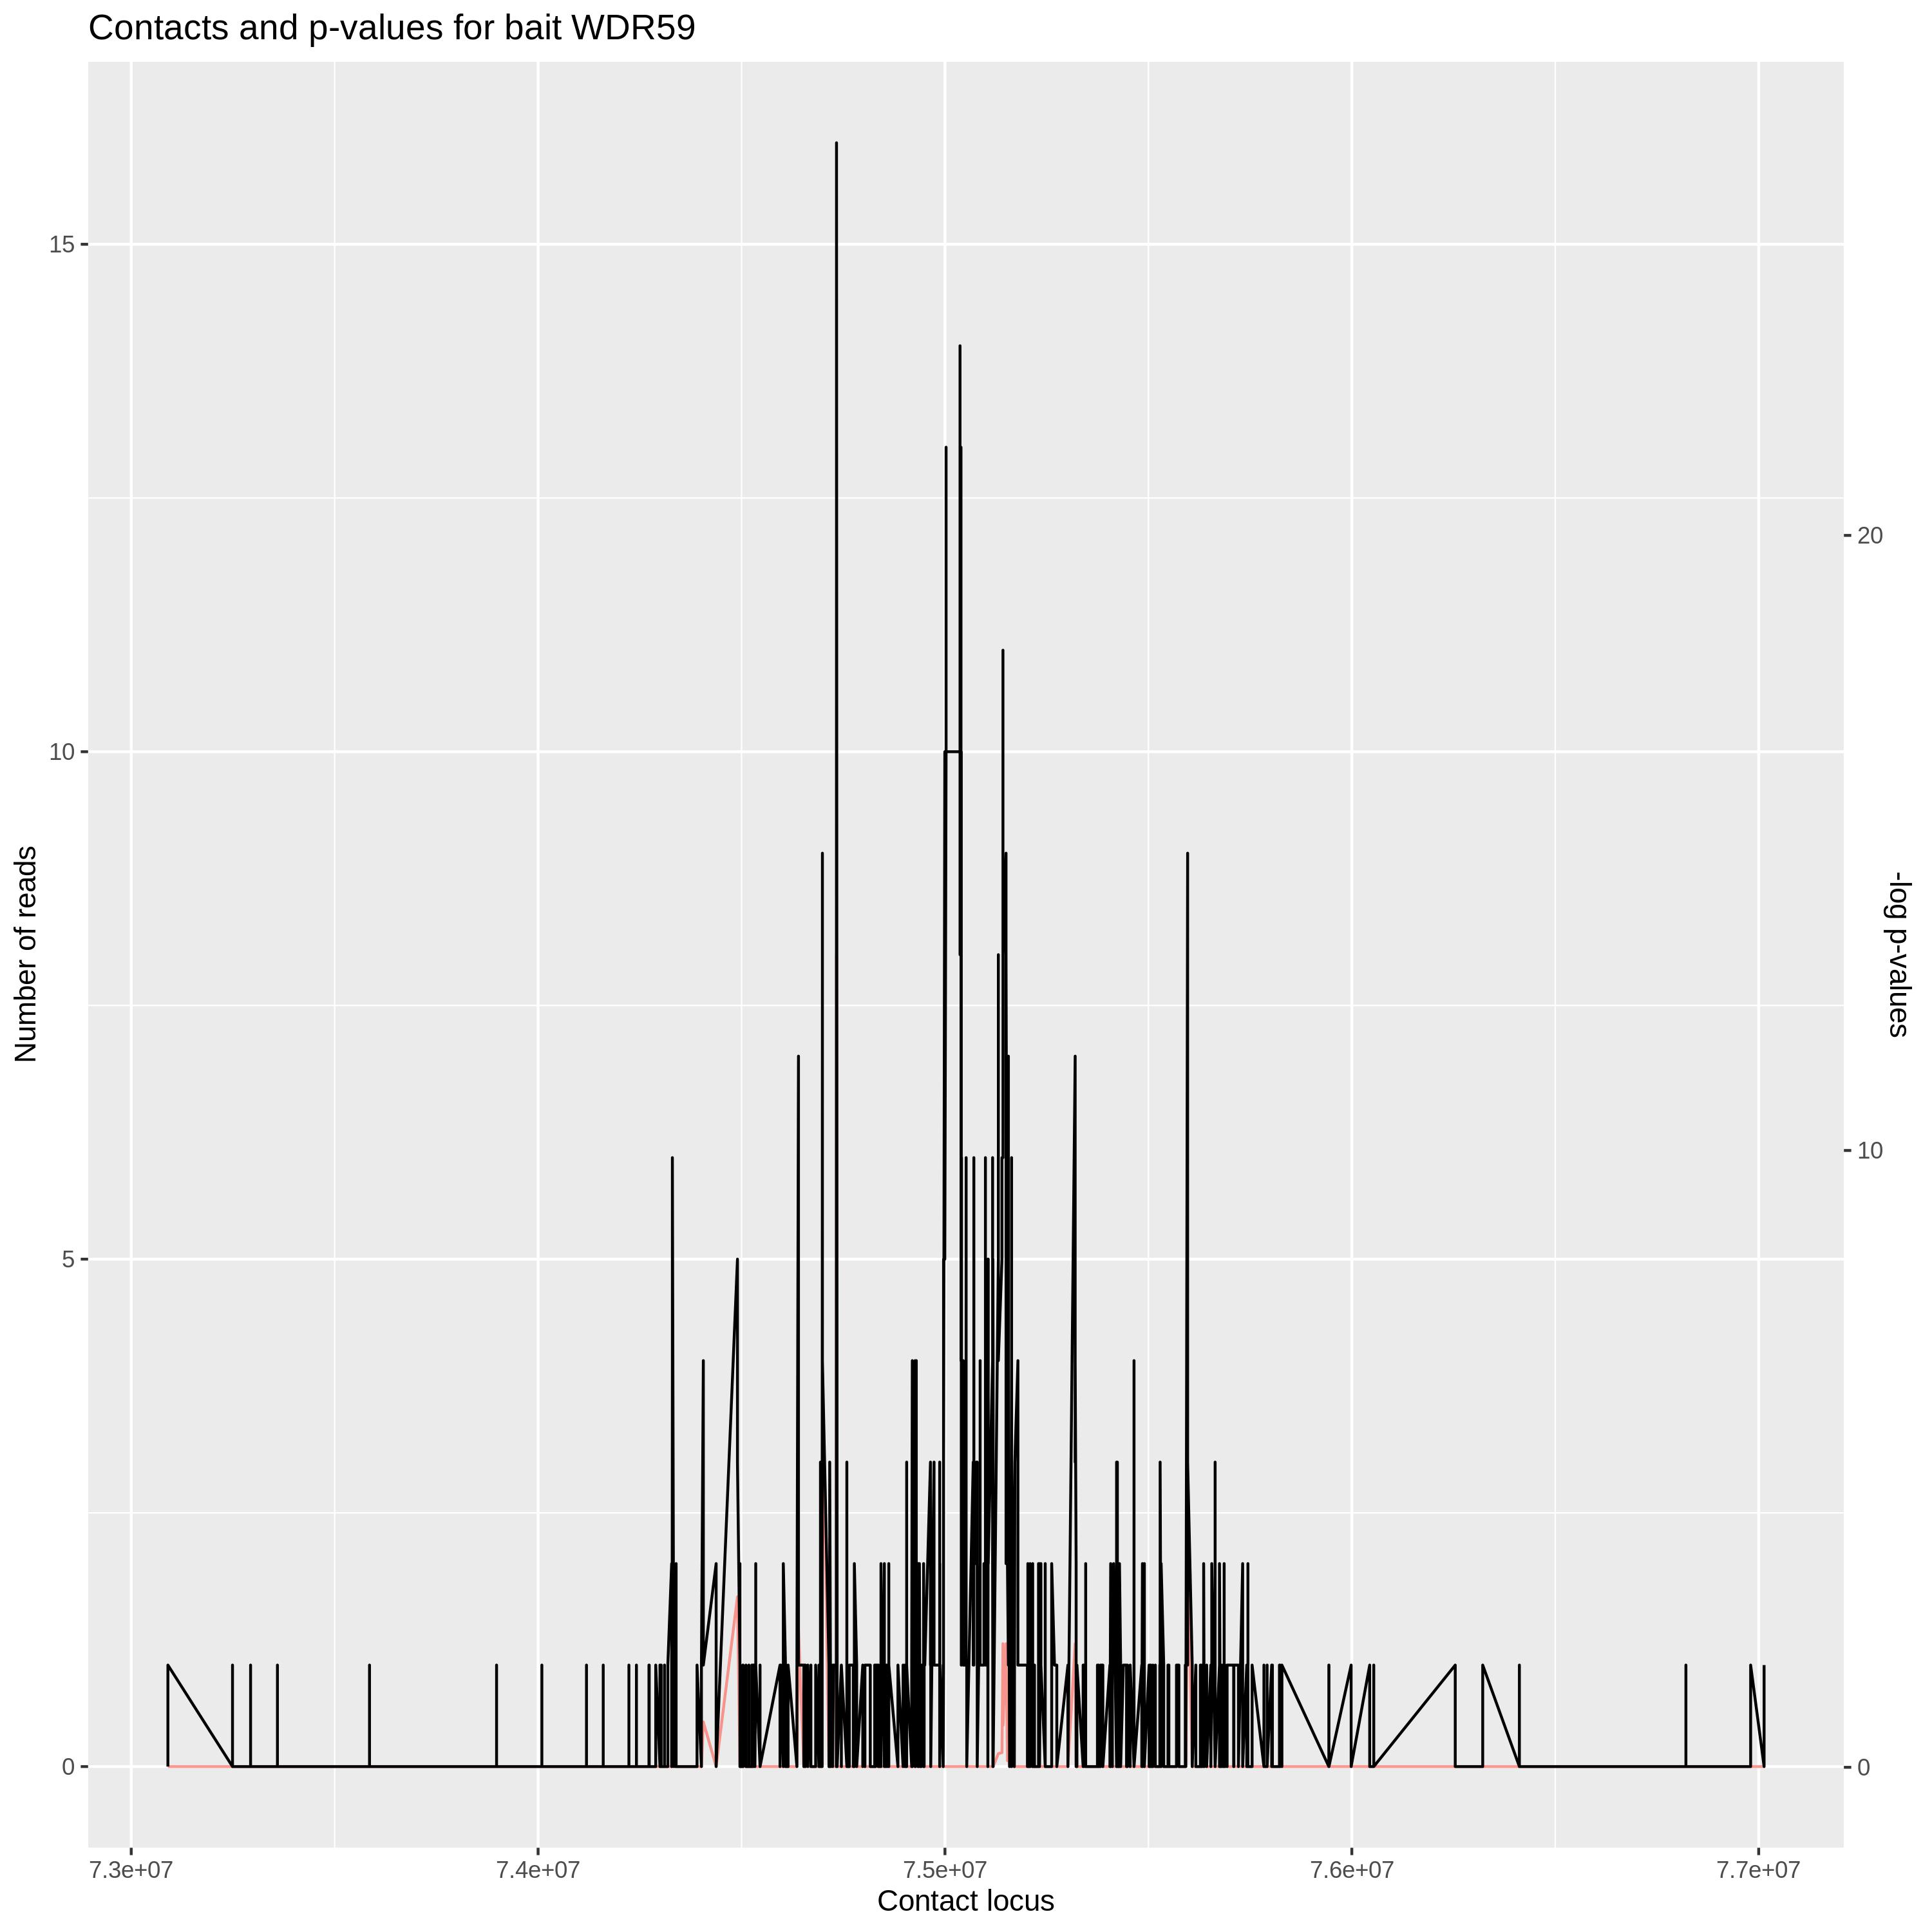 Contacts and p-values for bait WDR59
15
10
5
0
Number of reads
20
10
0
-log p-values
7.3e+07 7.4e+07 7.5e+07 7.6e+07 7.7e+07
Contact locus